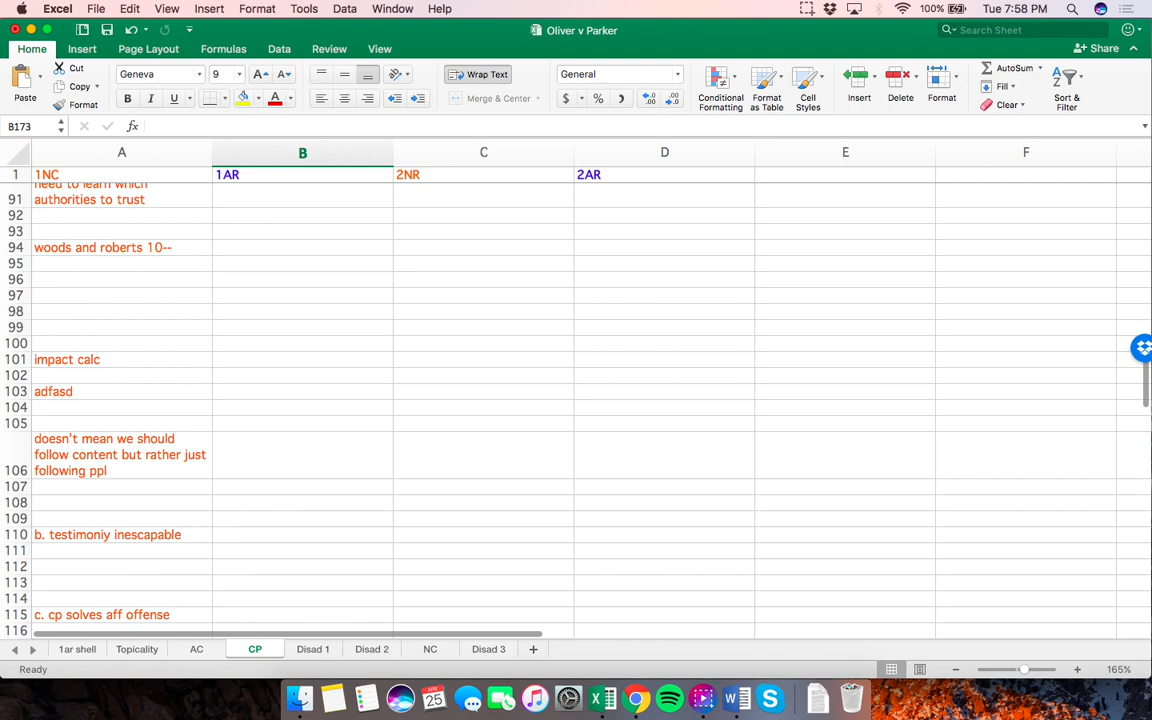 Excel File Edit View Insert Format Tools Data Window Help 100% Tue 7:58 PM
Oliver v Parker Search Sheet
Home Insert Page Layout Formulas Data Review View Share
Paste Cut Copy Format
Geneva 9 A A
B I U A
Wrap Text
Merge & Center
General
$ % )
Conditional Formatting
Format as Table
Cell Styles
Insert Delete Format
AutoSum
Fill
Clear
Sort & Filter
B173 fx
A B C D E F
1 1NC 1AR 2NR 2AR
need to learn which
91 authorities to trust
92
93
94 woods and roberts 10--
95
96
97
98
99
100
101 impact calc
102
103 adfasd
104
105
doesn't mean we should
follow content but rather just
106 following ppl
107
108
109
110 b. testimoniy inescapable
111
112
113
114
115 c. cp solves aff offense
116
1ar shell Topicality AC CP Disad 1 Disad 2 NC Disad 3 +
Ready 165%
APR
25
W S